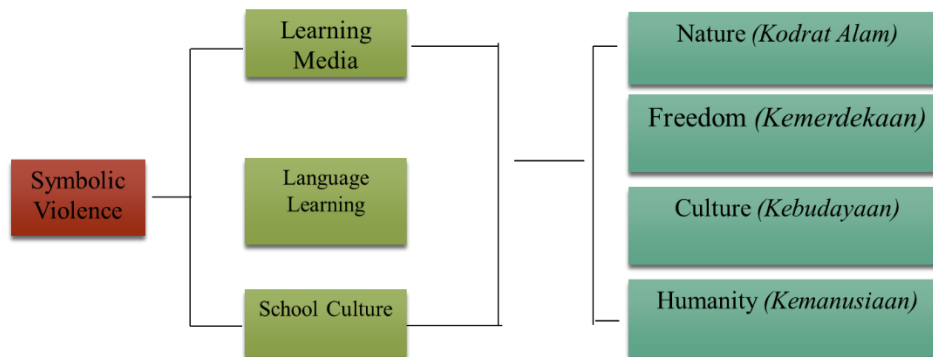 Symbolic
Violence
Learning
Media
Language
Learning
School Culture
Nature (Kodrat Alam)
Freedom (Kemerdekaan)
Culture (Kebudayaan)
Humanity (Kemanusiaan)